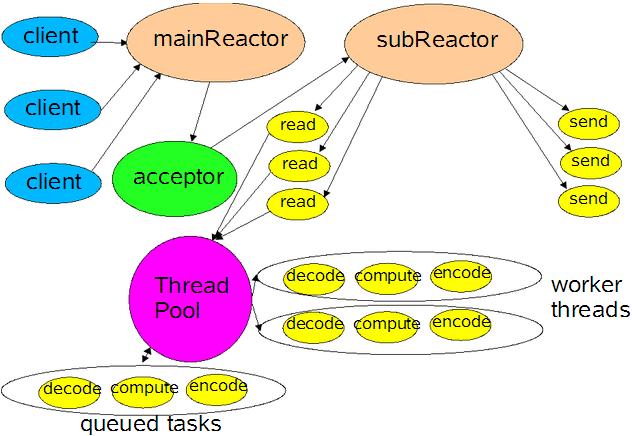 client
mainReactor
subReactor
client
read
send
read
send
client
acceptor
read
send
Thread
Pool
decode
compute
encode
worker
threads
decode
compute
encode
decode
compute
encode
queued tasks